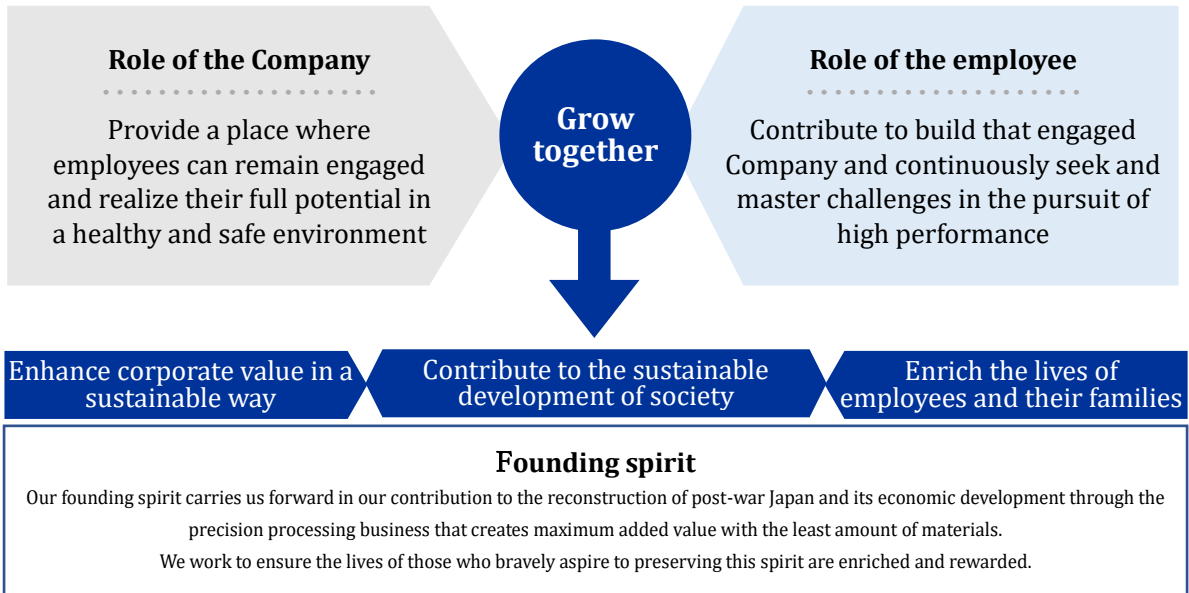 Role of the Company
Provide a place where
employees can remain engaged
and realize their full potential in
a healthy and safe environment
Grow
together
Role of the employee
Contribute to build that engaged
Company and continuously seek and
master challenges in the pursuit of
high performance
Enhance corporate value in a
sustainable way
Contribute to the sustainable
development of society
Enrich the lives of
employees and their families
Founding spirit
Our founding spirit carries us forward in our contribution to the reconstruction of post-war Japan and its economic development through the
precision processing business that creates maximum added value with the least amount of materials.
We work to ensure the lives of those who bravely aspire to preserving this spirit are enriched and rewarded.